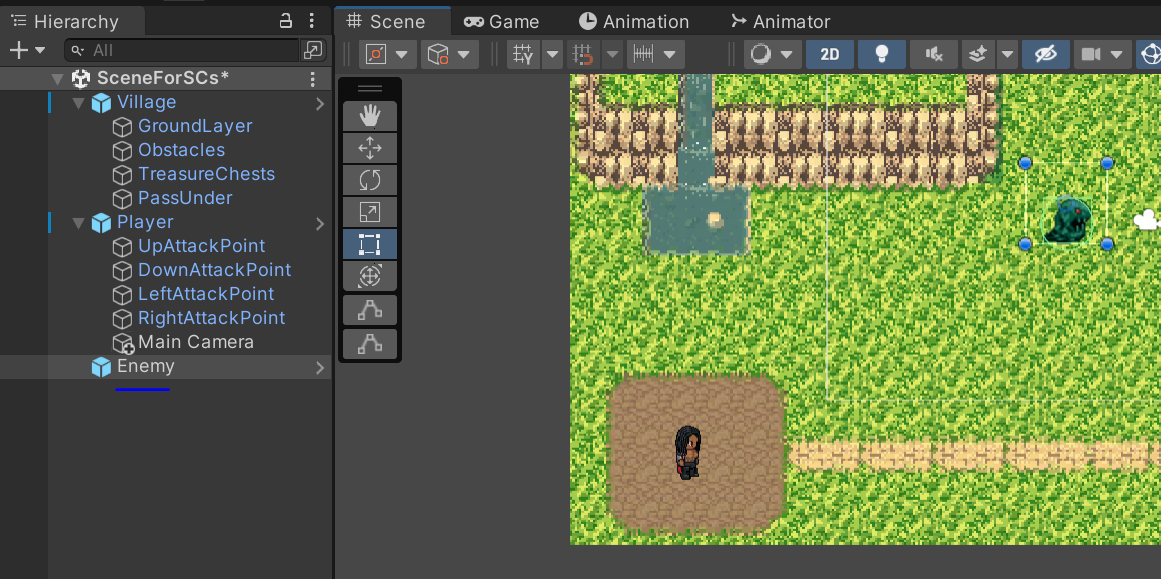 Hierarchy
Scene
Game
Animation
Animator
All
2D
SceneForSCs*
Village
GroundLayer
Obstacles
TreasureChests
PassUnder
Player
UpAttackPoint
DownAttackPoint
LeftAttackPoint
RightAttackPoint
Main Camera
Enemy